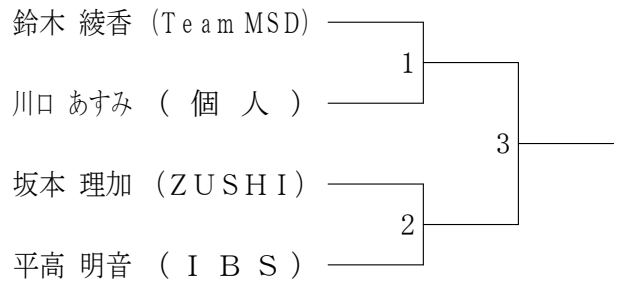 鈴木 綾香 (Team MSD)
1
川口 あすみ ( 個 人 )
3
坂本 理加 (ZUSHI)
2
平高 明音 ( I B S )